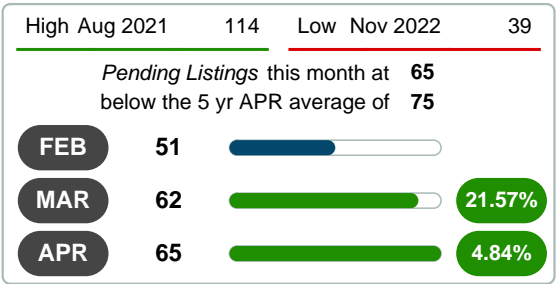 High Aug 2021 114 Low Nov 2022 39
Pending Listings this month at 65
below the 5 yr APR average of 75
FEB 51
MAR 62 21.57%
APR 65 4.84%